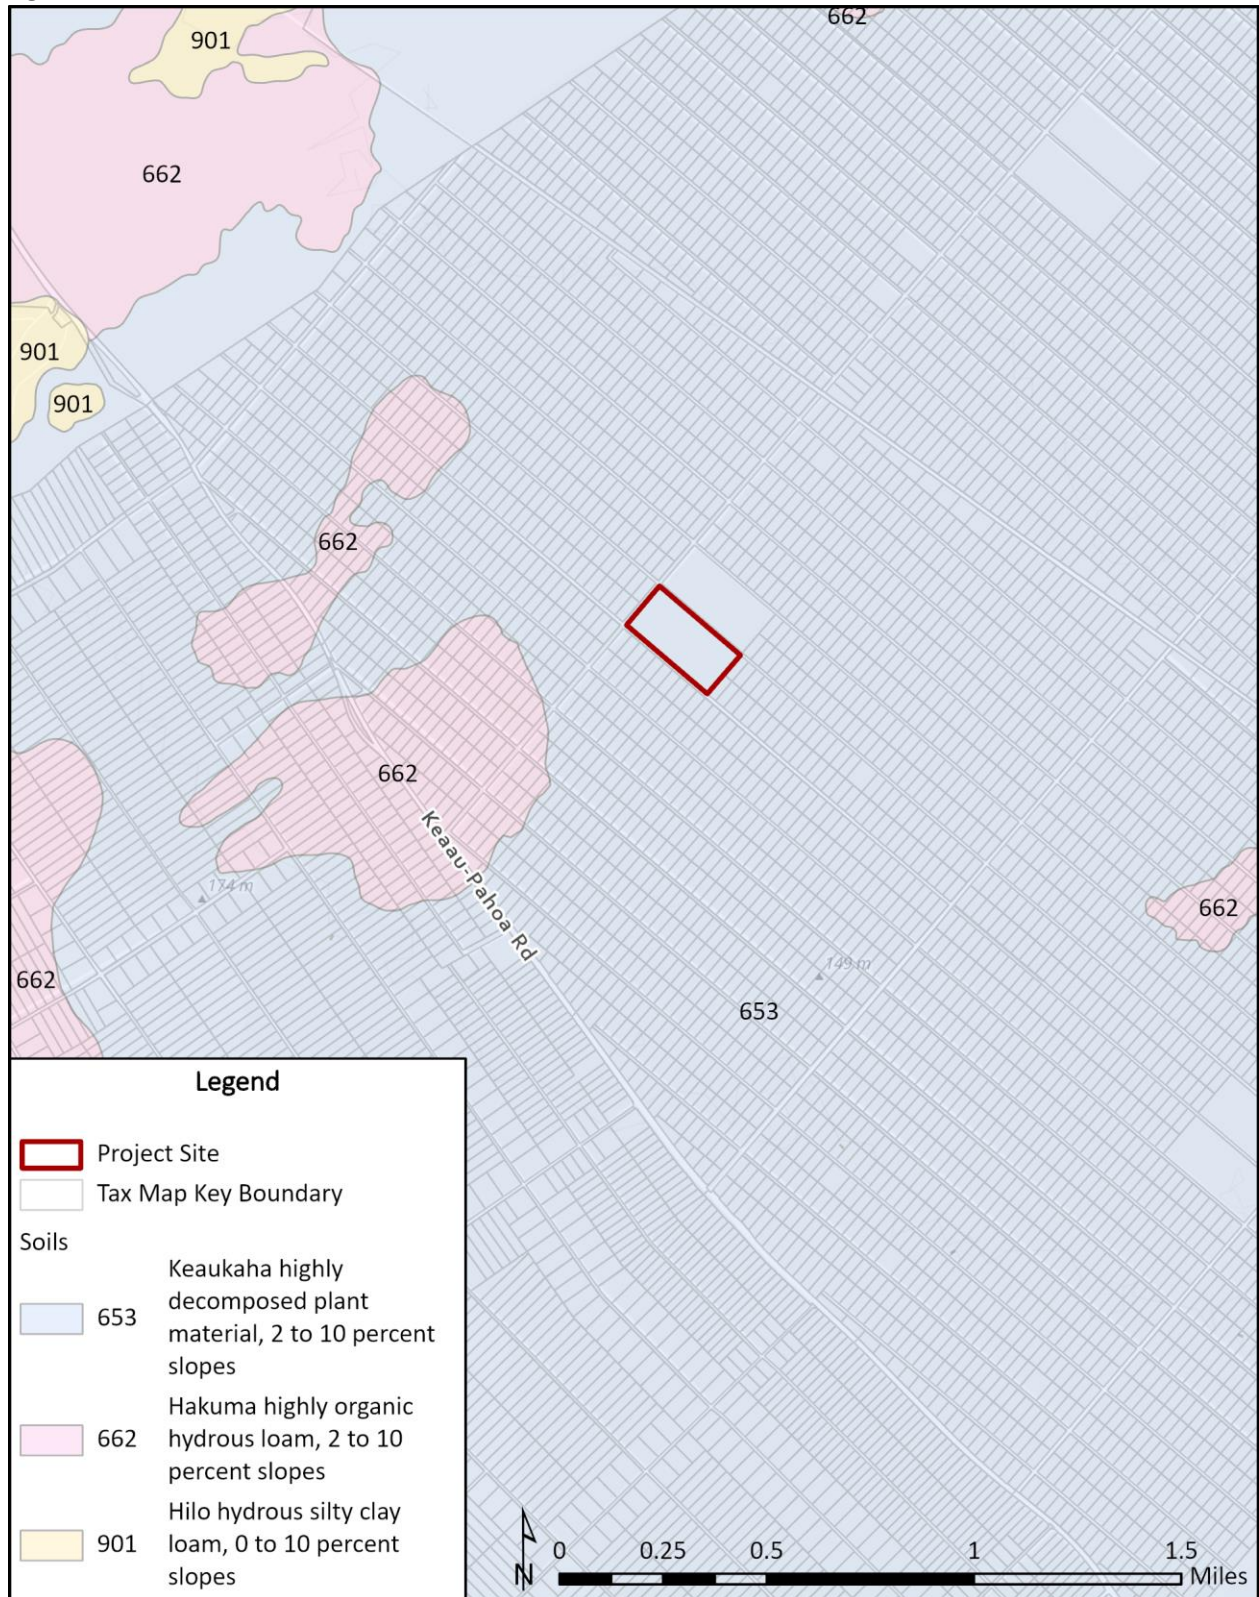 662
901
662
901
901
662
662
Keaau-Pahoa Rd
174 m
662
662
149 m
653
Legend
Project Site
Tax Map Key Boundary
Soils
653
Keaukaha highly
decomposed plant
material, 2 to 10 percent
slopes
662
Hakuma highly organic
hydrous loam, 2 to 10
percent slopes
901
Hilo hydrous silty clay
loam, 0 to 10 percent
slopes
N
0 0.25 0.5 1 1.5
Miles